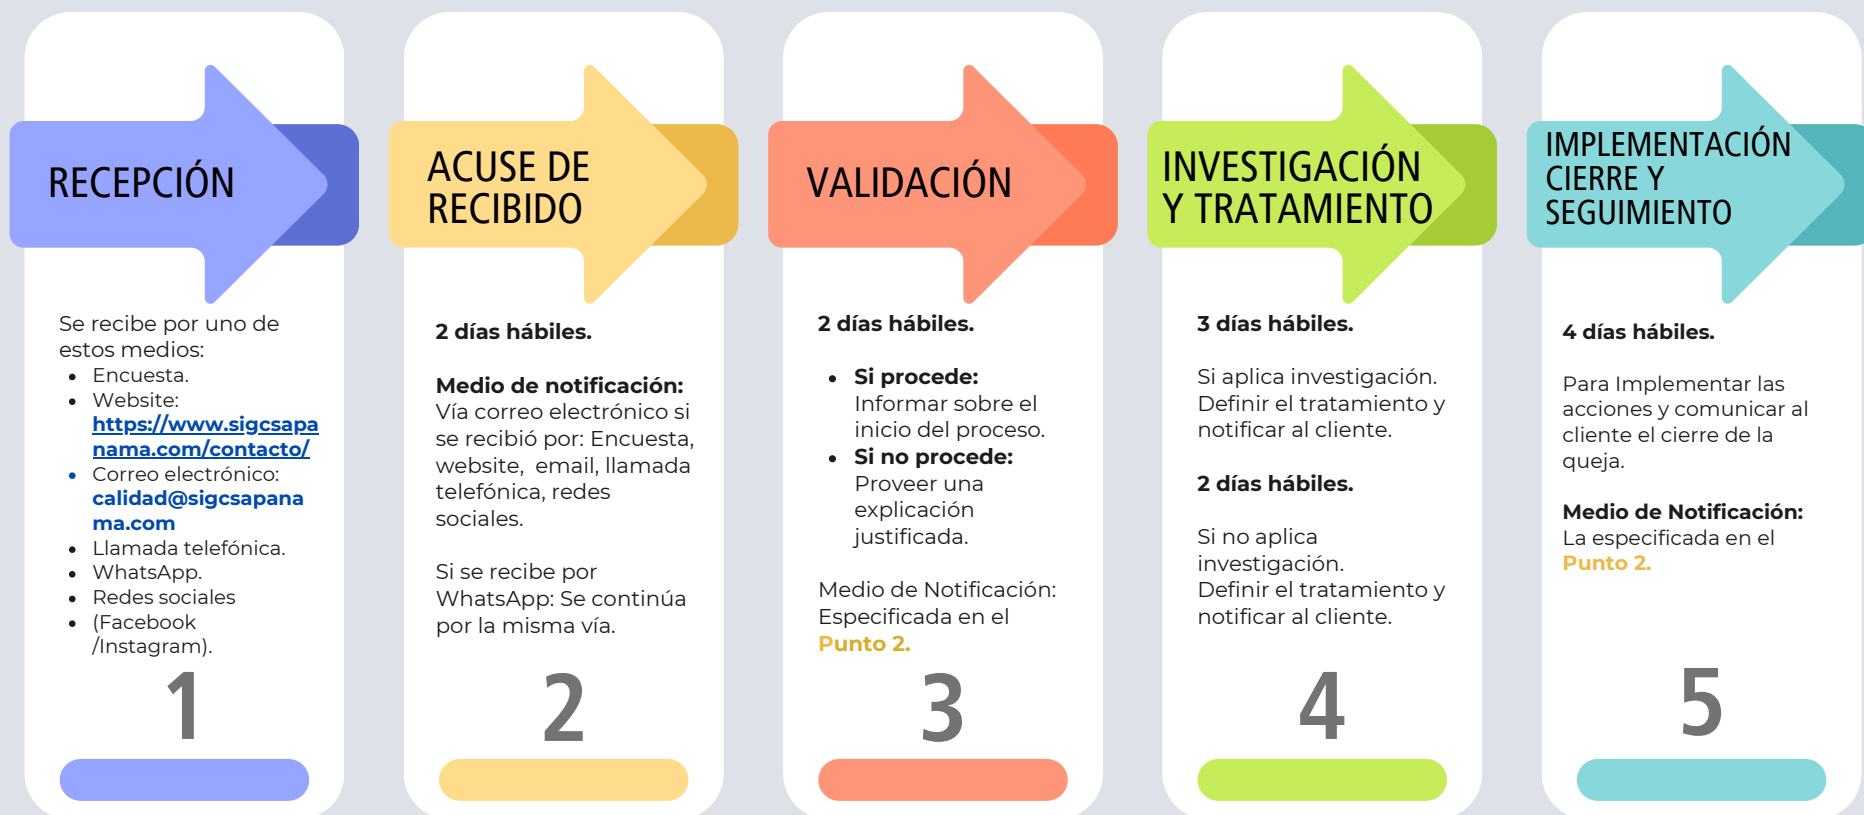 RECEPCIÓN
Se recibe por uno de
estos medios:
• Encuesta.
• Website:
https://www.sigcsapa
nama.com/contacto/
• Correo electrónico:
calidad@sigcsapana
ma.com
• Llamada telefónica.
• WhatsApp.
• Redes sociales
• (Facebook
/Instagram).
1
ACUSE DE
RECIBIDO
2 días hábiles.
Medio de notificación:
Vía correo electrónico si
se recibió por: Encuesta,
website, email, llamada
telefónica, redes
sociales.
Si se recibe por
WhatsApp: Se continúa
por la misma vía.
2
VALIDACIÓN
2 días hábiles.
• Si procede:
Informar sobre el
inicio del proceso.
• Si no procede:
Proveer una
explicación
justificada.
Medio de Notificación:
Especificada en el
Punto 2.
3
INVESTIGACIÓN
Y TRATAMIENTO
3 días hábiles.
Si aplica investigación.
Definir el tratamiento y
notificar al cliente.
2 días hábiles.
Si no aplica
investigación.
Definir el tratamiento y
notificar al cliente.
4
IMPLEMENTACIÓN
CIERRE Y
SEGUIMIENTO
4 días hábiles.
Para Implementar las
acciones y comunicar al
cliente el cierre de la
queja.
Medio de Notificación:
La especificada en el
Punto 2.
5